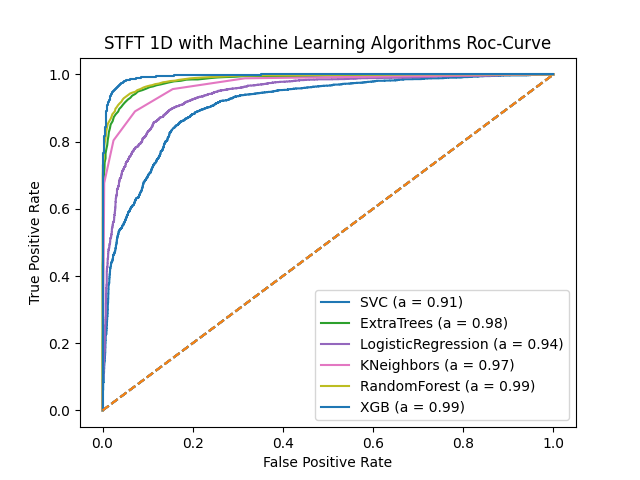 STFT 1D with Machine Learning Algorithms Roc-Curve
1.0
0.8
0.6
0.4
0.2
0.0
True Positive Rate
SVC (a = 0.91)
ExtraTrees (a = 0.98)
LogisticRegression (a = 0.94)
KNeighbors (a = 0.97)
RandomForest (a = 0.99)
XGB (a = 0.99)
0.0 0.2 0.4 0.6 0.8 1.0
False Positive Rate